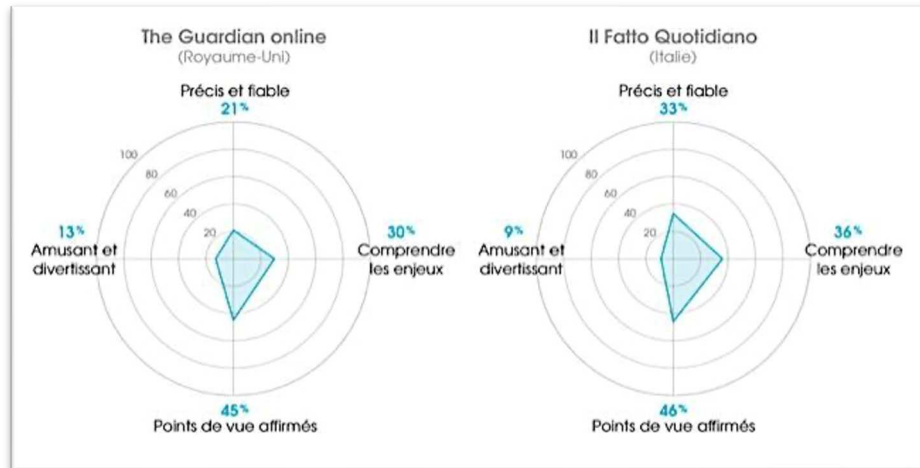 The Guardian online
(Royaume-Uni)
Précis et fiable
21%
100
80
60
40
20
13%
Amusant et
divertissant
30%
Comprendre
les enjeux
45%
Points de vue affirmés
Il Fatto Quotidiano
(Italie)
Précis et fiable
33%
100
80
60
40
20
9%
Amusant et
divertissant
36%
Comprendre
les enjeux
46%
Points de vue affirmés